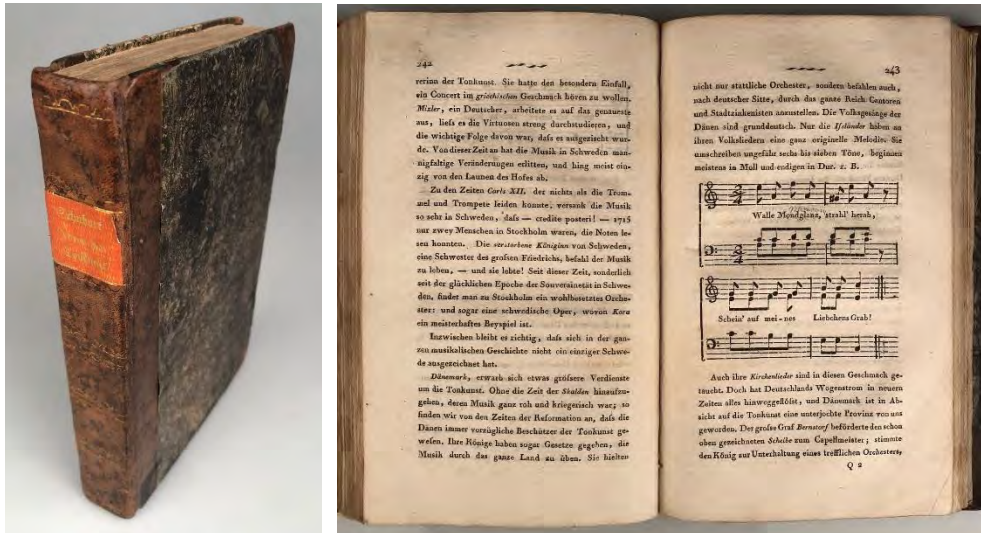 Schubart
242
rerinn der Tonkunst. Sie hatte den besondern Einfall,
ein Concert im griechischen Geschmack hören zu wollen.
Mizler, ein Deutscher, arbeitete es auf das genaueste
aus, liefs es die Virtuosen streng durchstudieren, und
die wichtige Folge davon war, dafs es ausgezischt wur-
de. Von dieser Zeit an hat die Musik in Schweden man-
nigfaltige Veränderungen erlitten, und hing meist ein-
zig von den Launen des Hofes ab.
Zu den Zeiten Carls XII. der nichts als die Trom-
mel und Trompete leiden konnte, versank die Musik
so sehr in Schweden, dafs — credite posteri! — 1715
nur zwey Menschen in Stockholm waren, die Noten le-
sen konnten. Die verstorbene Königinn von Schweden,
eine Schwester des grofsen Friedrichs, befahl der Musik
zu leben, — und sie lebte! Seit dieser Zeit, sonderlich
seit der glücklichen Epoche der Souverainetät in Schwe-
den, findet man zu Stockholm ein wohlbesetztes Orche-
ster: und sogar eine schwedische Oper, wovon Kora
ein meisterhaftes Beyspiel ist.
Inzwischen bleibt es richtig, dafs sich in der gan-
zen musikalischen Geschichte nicht ein einziger Schwe-
de ausgezeichnet hat.
Dänemark, erwarb sich etwas gröfsere Verdienste
um die Tonkunst. Ohne die Zeit der Skalden hinaufzu-
gehen, deren Musik ganz roh und kriegerisch war; so
finden wir von den Zeiten der Reformation an, dafs die
Dänen immer vorzügliche Beschützer der Tonkunst ge-
wesen. Ihre Könige haben sogar Gesetze gegeben, die
Musik durch das ganze Land zu üben. Sie hielten
243
nicht nur stattliche Orchester, sondern befahlen auch,
nach deutscher Sitte, durch das ganze Reich Cantoren
und Stadtzinkenisten anzustellen. Die Volksgesänge der
Dänen sind grunddeutsch. Nur die Isländer haben an
ihren Volksliedern eine ganz originelle Melodie. Sie
umschreiben ungefähr sechs bis sieben Töne, beginnen
meistens in Moll und endigen in Dur. z. B.
Walle Mondglanz, strahl' herab,
Schein' auf mei-nes Liebchens Grab!
Auch ihre Kirchenlieder sind in diesen Geschmack ge-
taucht. Doch hat Deutschlands Wogenstrom in neuern
Zeiten alles hinweggeflöfst, und Dänemark ist in Ab-
sicht auf die Tonkunst eine unterjochte Provinz von uns
geworden. Der grofse Graf Bernstorf beförderte den schon
oben gezeichneten Scheibe zum Capellmeister; stimmte
den König zur Unterhaltung eines trefflichen Orchesters,
Q 2